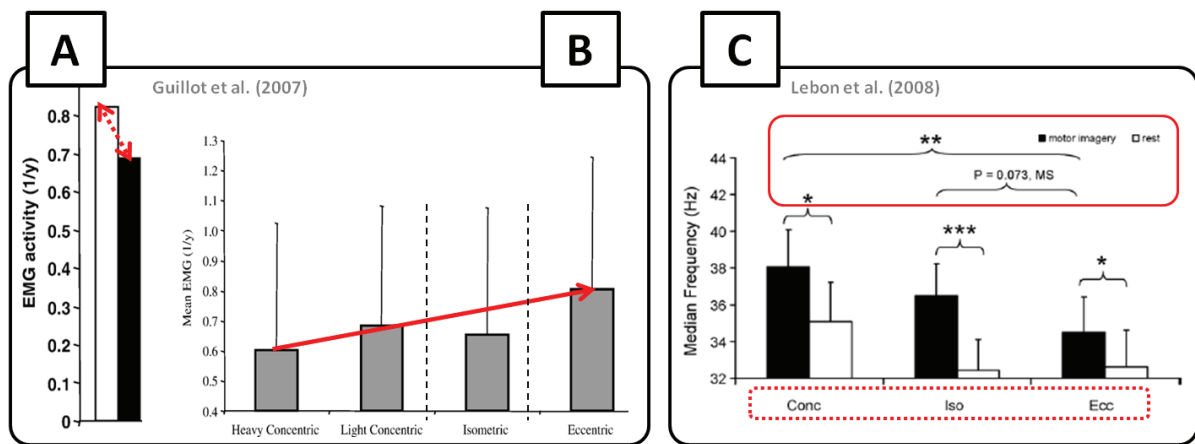 A
B
C
Guillot et al. (2007)
Lebon et al. (2008)
EMG activity (1/y)
0.8
0.7
0.6
0.5
0.4
0.3
0.2
0.1
0
Mean EMG (1/y)
1.3
1.2
1.1
1.0
0.9
0.8
0.7
0.6
0.5
0.4
Heavy Concentric
Light Concentric
Isometric
Eccentric
motor imagery
rest
Median Frequency (Hz)
44
42
40
38
36
34
32
**
P = 0.073, MS
*
***
*
Conc
Iso
Ecc